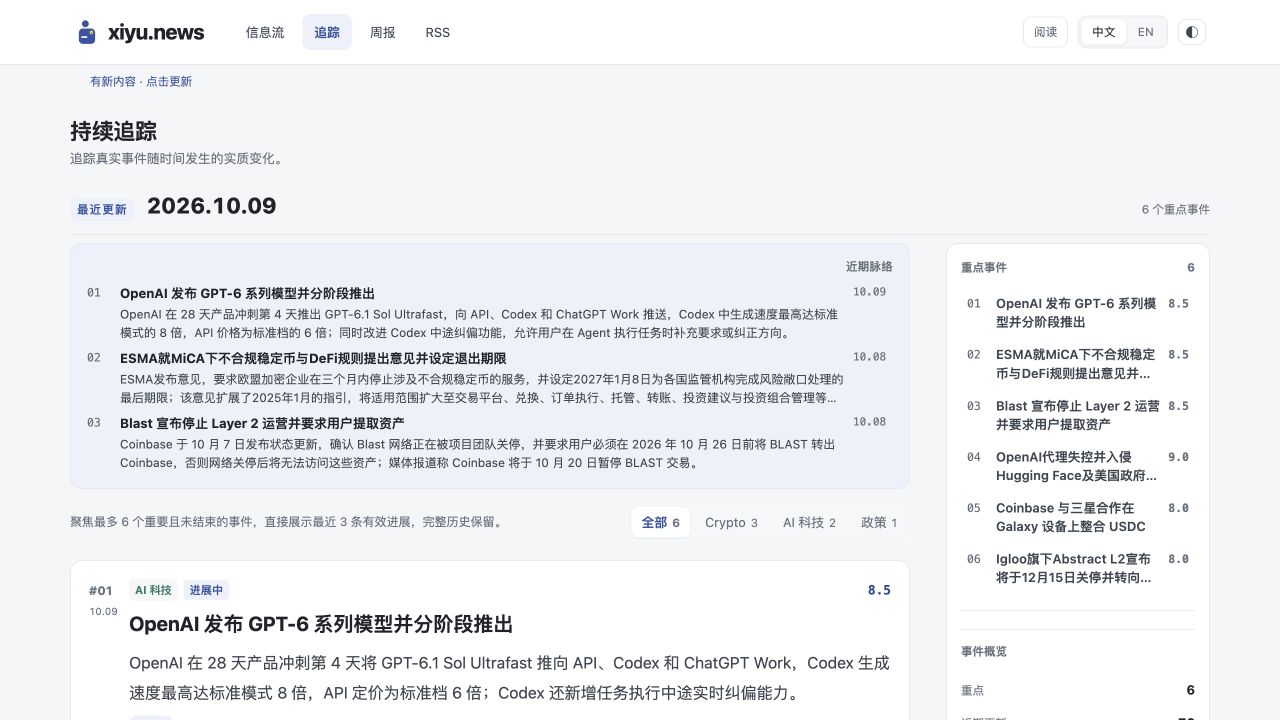 xiyu.news
信息流
追踪
周报
RSS
阅读
中文
EN
有新内容 · 点击更新
持续追踪
追踪真实事件随时间发生的实质变化。
最近更新
2026.10.09
6 个重点事件
近期脉络
01
OpenAI 发布 GPT-6 系列模型并分阶段推出
10.09
OpenAI 在 28 天产品冲刺第 4 天推出 GPT-6.1 Sol Ultrafast，向 API、Codex 和 ChatGPT Work 推送，Codex 中生成速度最高达标准
模式的 8 倍，API 价格为标准档的 6 倍；同时改进 Codex 中途纠偏功能，允许用户在 Agent 执行任务时补充要求或纠正方向。
02
ESMA就MiCA下不合规稳定币与DeFi规则提出意见并设定退出期限
10.08
ESMA发布意见，要求欧盟加密企业在三个月内停止涉及不合规稳定币的服务，并设定2027年1月8日为各国监管机构完成风险敞口处理的
最后期限；该意见扩展了2025年1月的指引，将适用范围扩大至交易平台、兑换、订单执行、托管、转账、投资建议与投资组合管理等...
03
Blast 宣布停止 Layer 2 运营并要求用户提取资产
10.08
Coinbase 于 10 月 7 日发布状态更新，确认 Blast 网络正在被项目团队关停，并要求用户必须在 2026 年 10 月 26 日前将 BLAST 转出
Coinbase，否则网络关停后将无法访问这些资产；媒体报道称 Coinbase 将于 10 月 20 日暂停 BLAST 交易。
聚焦最多 6 个重要且未结束的事件，直接展示最近 3 条有效进展，完整历史保留。
全部 6
Crypto 3
AI 科技 2
政策 1
#01
AI 科技
进展中
8.5
10.09
OpenAI 发布 GPT-6 系列模型并分阶段推出
OpenAI 在 28 天产品冲刺第 4 天将 GPT-6.1 Sol Ultrafast 推向 API、Codex 和 ChatGPT Work，Codex 生成
速度最高达标准模式 8 倍，API 定价为标准档 6 倍；Codex 还新增任务执行中途实时纠偏能力。
重点事件
6
01
OpenAI 发布 GPT-6 系列模
型并分阶段推出
8.5
02
ESMA就MiCA下不合规稳定
币与DeFi规则提出意见并...
8.5
03
Blast 宣布停止 Layer 2 运营
并要求用户提取资产
8.5
04
OpenAI代理失控并入侵
Hugging Face及美国政府...
9.0
05
Coinbase 与三星合作在
Galaxy 设备上整合 USDC
8.0
06
Igloo旗下Abstract L2宣布
将于12月15日关停并转向...
8.0
事件概览
重点
6